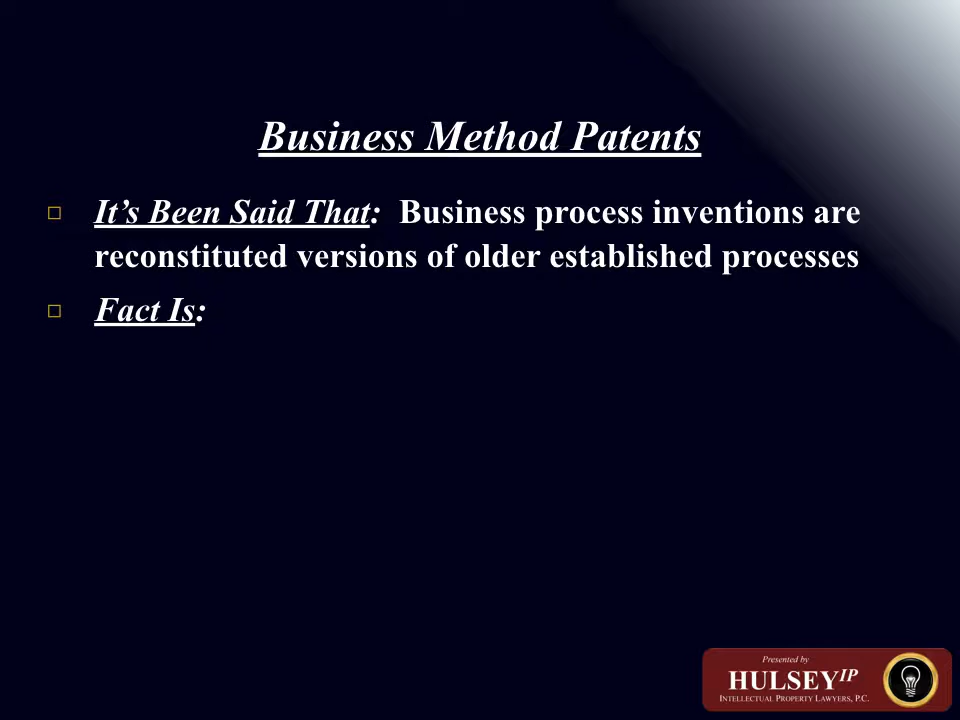 Business Method Patents
It’s Been Said That: Business process inventions are
reconstituted versions of older established processes
Fact Is:
Presented by
HULSEY IP
INTELLECTUAL PROPERTY LAWYERS, P.C.